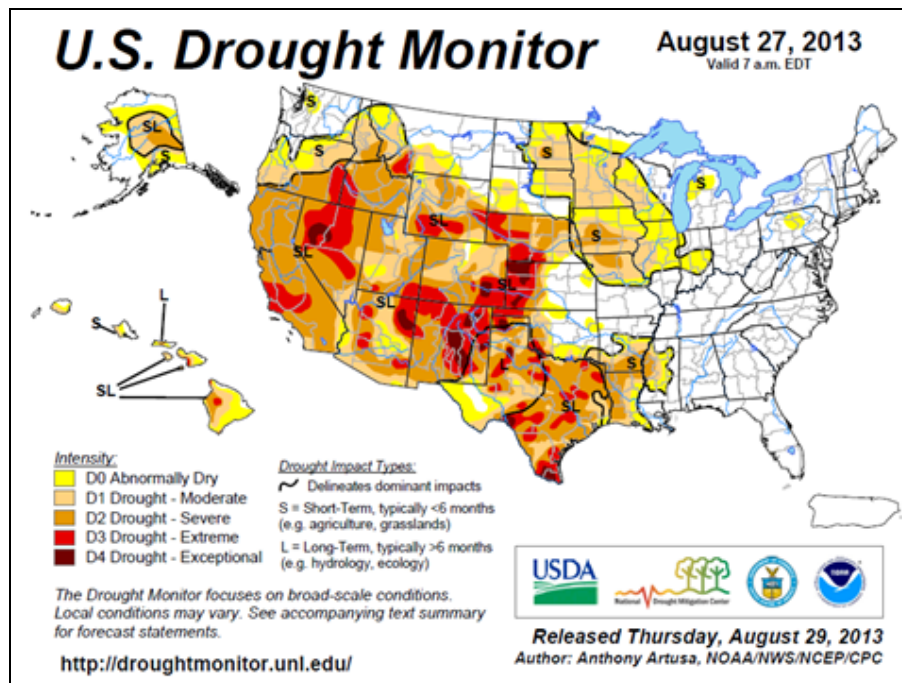 U.S. Drought Monitor
August 27, 2013
Valid 7 a.m. EDT
S
SL
S
S
S
S
L
SL
S
SL
SL
SL
S
L
SL
S
L
S
SL
Intensity:
D0 Abnormally Dry
D1 Drought - Moderate
D2 Drought - Severe
D3 Drought - Extreme
D4 Drought - Exceptional
Drought Impact Types:
Delineates dominant impacts
S = Short-Term, typically <6 months
(e.g. agriculture, grasslands)
L = Long-Term, typically >6 months
(e.g. hydrology, ecology)
The Drought Monitor focuses on broad-scale conditions.
Local conditions may vary. See accompanying text summary
for forecast statements.
http://droughtmonitor.unl.edu/
USDA
National Drought Mitigation Center
Released Thursday, August 29, 2013
Author: Anthony Artusa, NOAA/NWS/NCEP/CPC